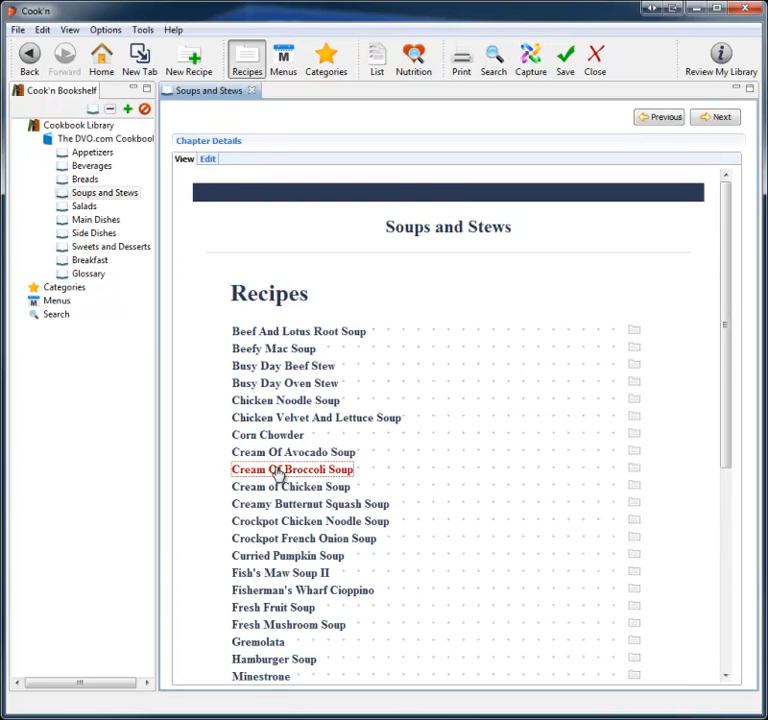 Cook'n
File Edit View Options Tools Help
Back Forward Home New Tab New Recipe Recipes Menus Categories List Nutrition Print Search Capture Save Close Review My Library
Cook'n Bookshelf
Soups and Stews
Cookbook Library
The DVO.com Cookbool
Appetizers
Beverages
Breads
Soups and Stews
Salads
Main Dishes
Side Dishes
Sweets and Desserts
Breakfast
Glossary
Categories
Menus
Search
Previous Next
Chapter Details
View Edit
Soups and Stews
Recipes
Beef And Lotus Root Soup
Beefy Mac Soup
Busy Day Beef Stew
Busy Day Oven Stew
Chicken Noodle Soup
Chicken Velvet And Lettuce Soup
Corn Chowder
Cream Of Avocado Soup
Cream Of Broccoli Soup
Cream of Chicken Soup
Creamy Butternut Squash Soup
Crockpot Chicken Noodle Soup
Crockpot French Onion Soup
Curried Pumpkin Soup
Fish's Maw Soup II
Fisherman's Wharf Cioppino
Fresh Fruit Soup
Fresh Mushroom Soup
Gremolata
Hamburger Soup
Minestrone